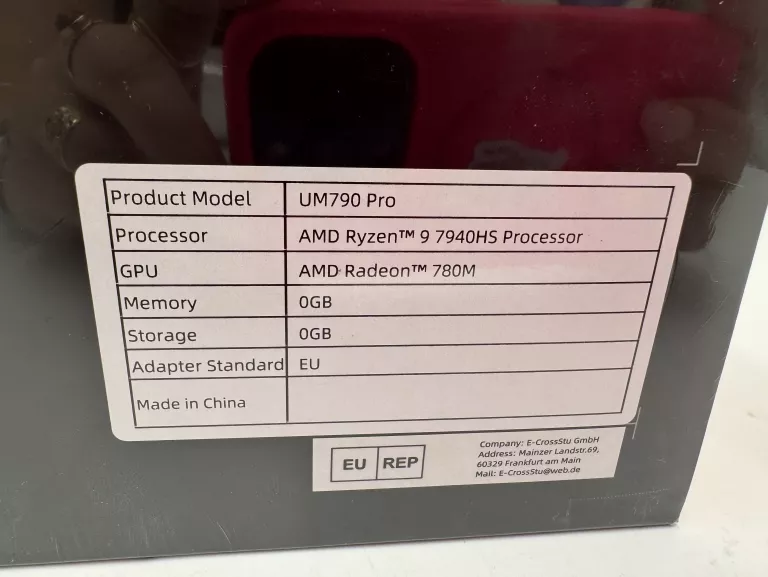 Product Model UM790 Pro
Processor AMD Ryzen™ 9 7940HS Processor
GPU AMD Radeon™ 780M
Memory 0GB
Storage 0GB
Adapter Standard EU
Made in China
EU REP
Company: E-CrossStu GmbH
Address: Mainzer Landstr.69,
60329 Frankfurt am Main
Mail: E-CrossStu@web.de